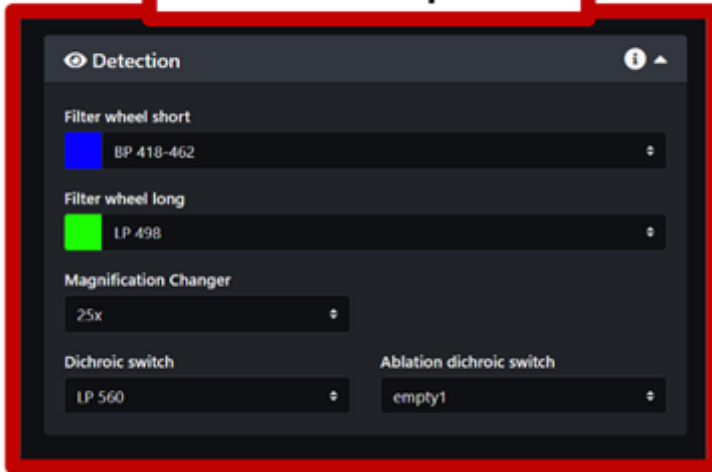 Detection
Filter wheel short
BP 418-462
Filter wheel long
LP 498
Magnification Changer
25x
Dichroic switch
Ablation dichroic switch
LP 560
empty1